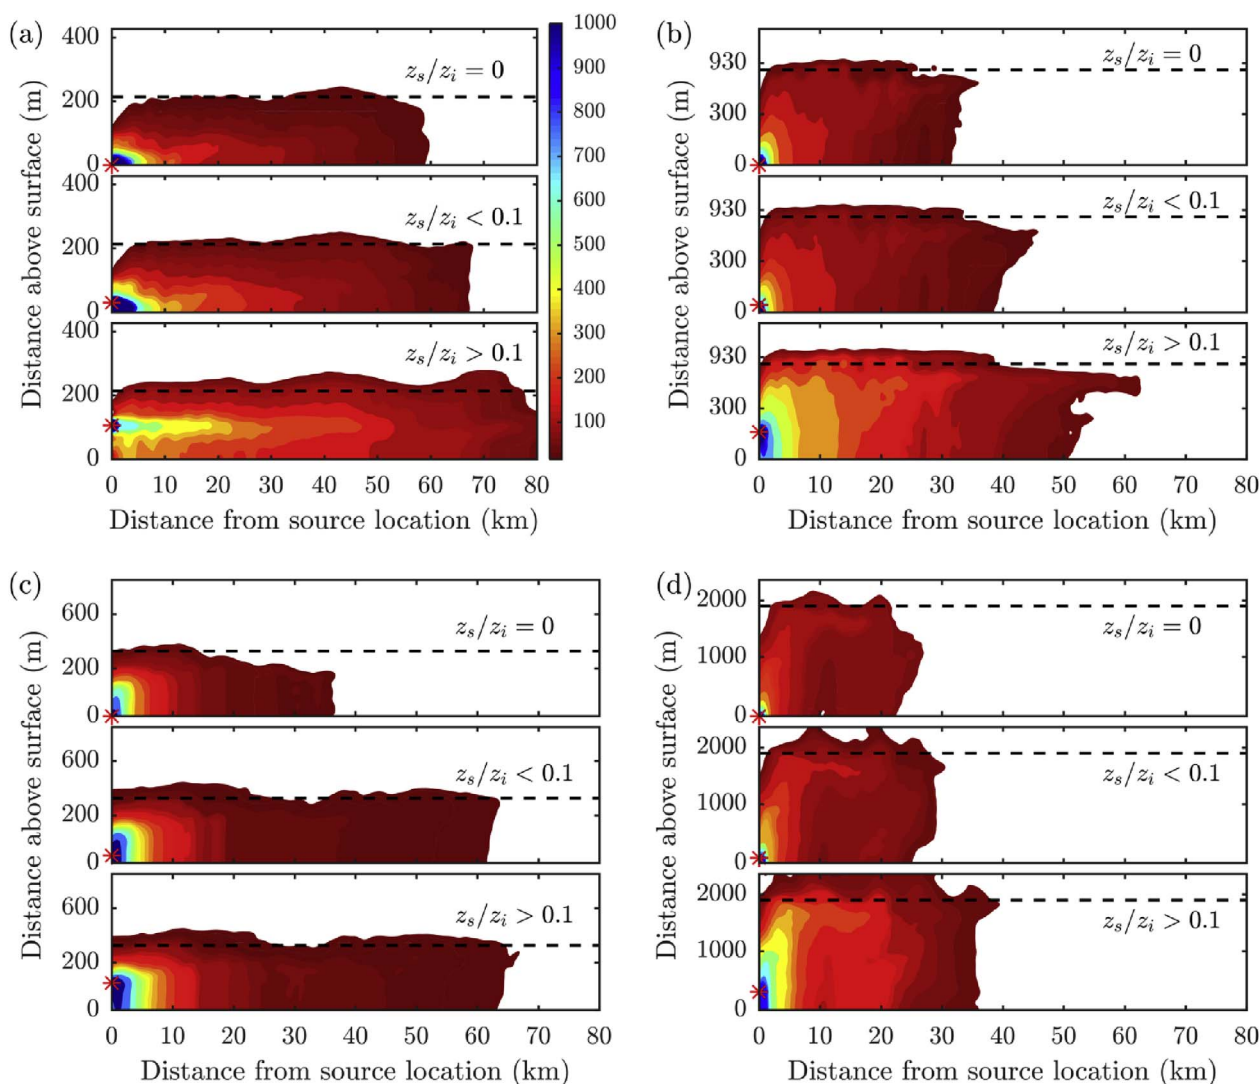 (a)
400
200
0
z_s/z_i = 0
400
200
0
z_s/z_i < 0.1
400
200
0
z_s/z_i > 0.1
0 10 20 30 40 50 60 70 80
Distance from source location (km)
Distance above surface (m)
1000
900
800
700
600
500
400
300
200
100
(b)
930
300
0
z_s/z_i = 0
930
300
0
z_s/z_i < 0.1
930
300
0
z_s/z_i > 0.1
0 10 20 30 40 50 60 70 80
Distance from source location (km)
Distance above surface (m)
(c)
600
200
0
z_s/z_i = 0
600
200
0
z_s/z_i < 0.1
600
200
0
z_s/z_i > 0.1
0 10 20 30 40 50 60 70 80
Distance from source location (km)
Distance above surface (m)
(d)
2000
1000
0
z_s/z_i = 0
2000
1000
0
z_s/z_i < 0.1
2000
1000
0
z_s/z_i > 0.1
0 10 20 30 40 50 60 70 80
Distance from source location (km)
Distance above surface (m)